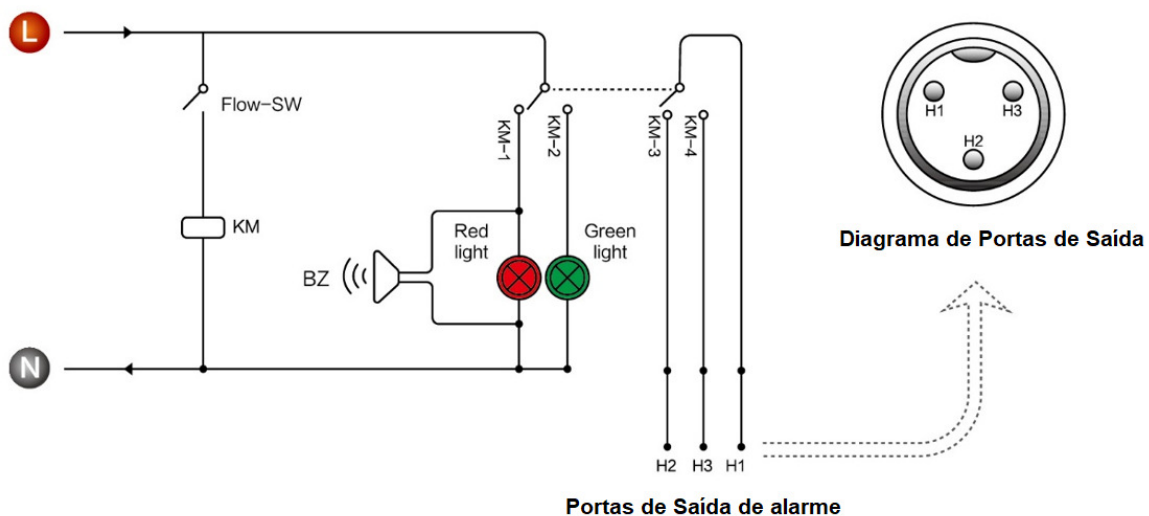 L
Flow-SW
KM-1
KM-2
KM-3
KM-4
H1
H3
H2
KM
Red
light
Green
light
BZ
Diagrama de Portas de Saída
N
H2 H3 H1
Portas de Saída de alarme